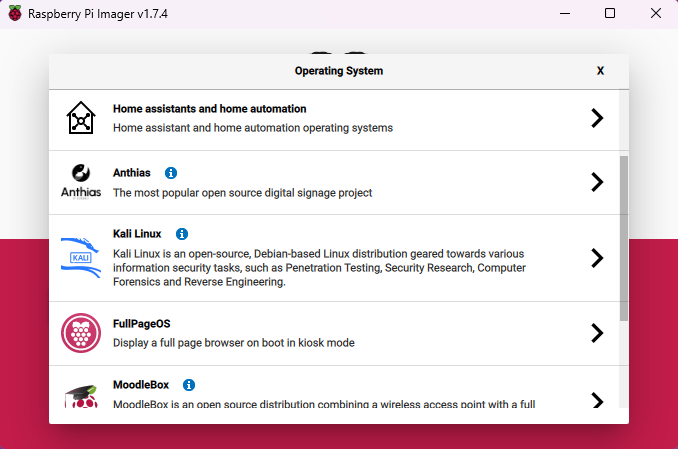 Raspberry Pi Imager v1.7.4
Operating System
X
Home assistants and home automation
Home assistant and home automation operating systems
Anthias
Anthias
The most popular open source digital signage project
Kali Linux
KALI
Kali Linux is an open-source, Debian-based Linux distribution geared towards various
information security tasks, such as Penetration Testing, Security Research, Computer
Forensics and Reverse Engineering.
FullPageOS
Display a full page browser on boot in kiosk mode
MoodleBox
MoodleBox is an open source distribution combining a wireless access point with a full